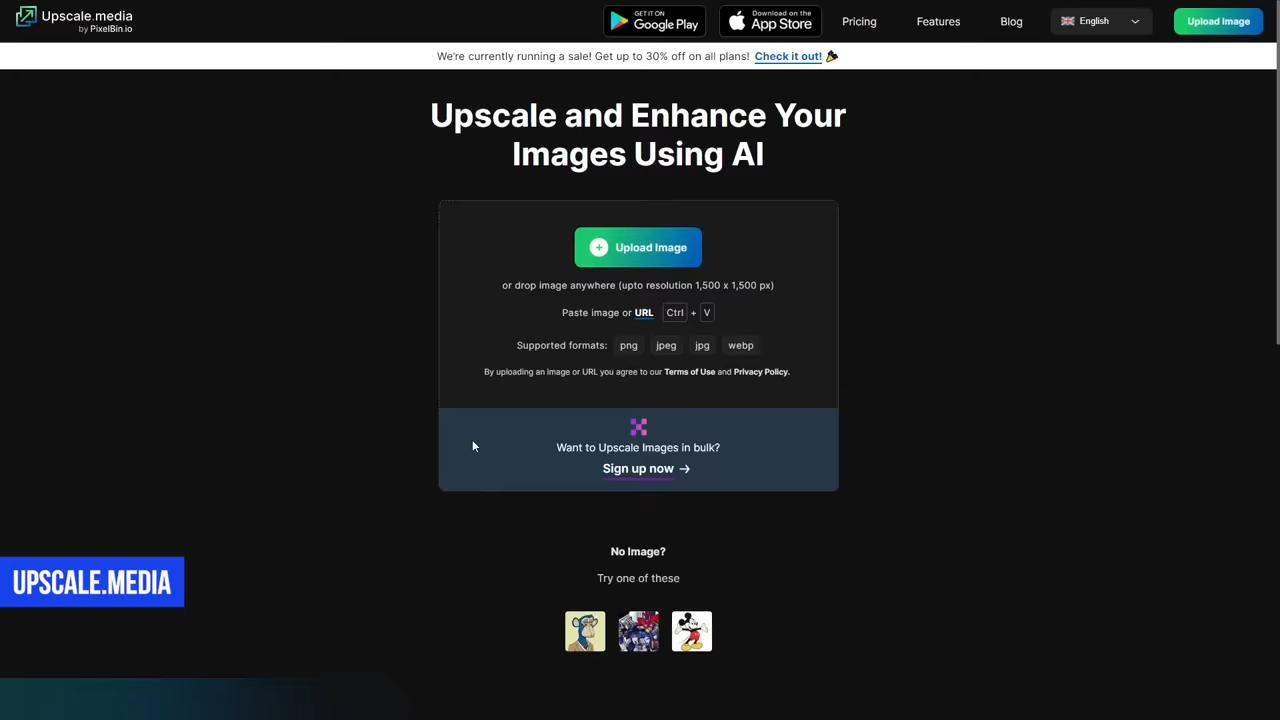 Upscale.media
by PixelBin.io
GET IT ON
Google Play
Download on the
App Store
Pricing
Features
Blog
English
Upload Image
We're currently running a sale! Get up to 30% off on all plans! Check it out!
Upscale and Enhance Your
Images Using AI
Upload Image
or drop image anywhere (upto resolution 1,500 x 1,500 px)
Paste image or URL Ctrl + V
Supported formats: png jpeg jpg webp
By uploading an image or URL you agree to our Terms of Use and Privacy Policy.
Want to Upscale Images in bulk?
Sign up now →
No Image?
Try one of these
UPSCALE.MEDIA